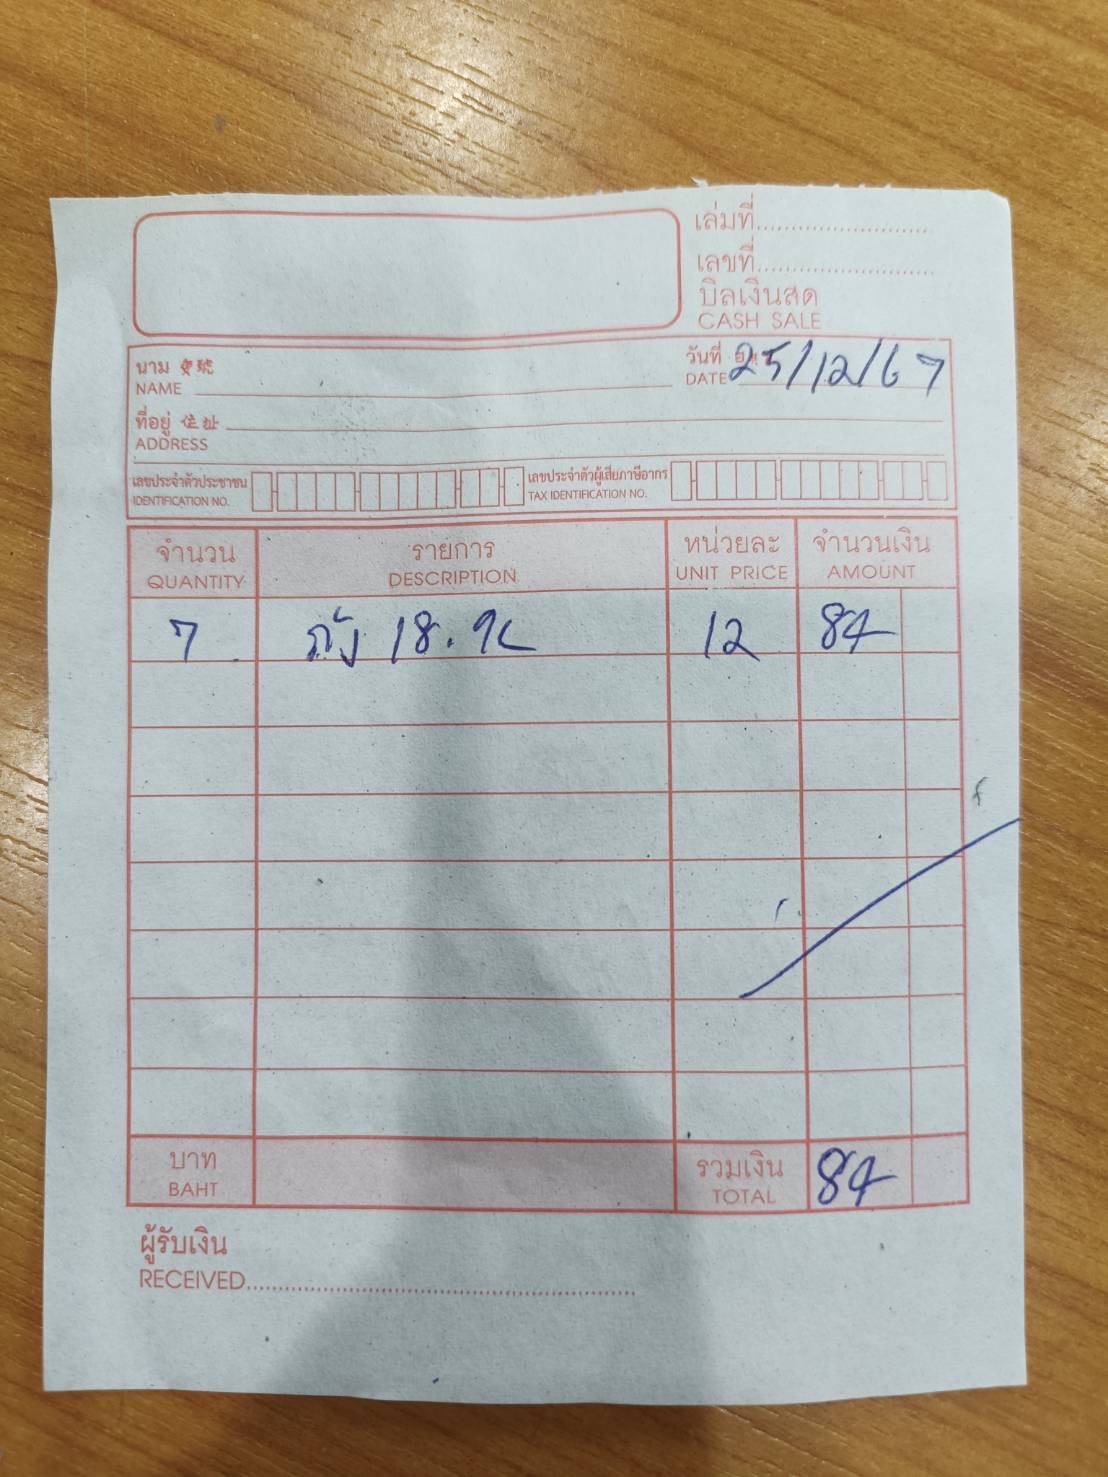 เล่มที่
เลขที่
บิลเงินสด
CASH SALE
นาม
NAME
วันที่ 25/12/67
DATE
ที่อยู่ 住址
ADDRESS
เลขประจำตัวประชาชน
IDENTIFICATION NO.
เลขประจำตัวผู้เสียภาษีอากร
TAX IDENTIFICATION NO.
จำนวน รายการ หน่วยละ จำนวนเงิน
QUANTITY DESCRIPTION UNIT PRICE AMOUNT
7 ถัง 18. 12 84
บาท รวมเงิน 84
BAHT TOTAL
ผู้รับเงิน
RECEIVED